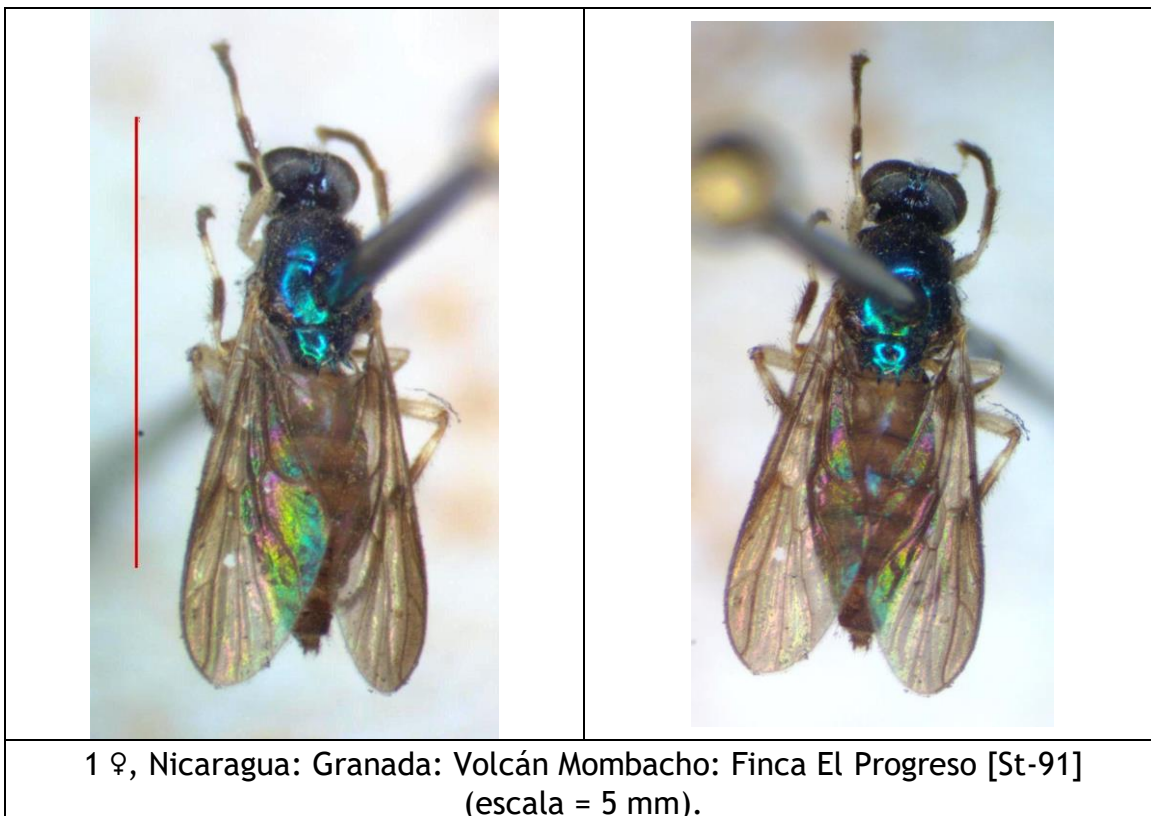 1 ♀, Nicaragua: Granada: Volcán Mombacho: Finca El Progreso [St-91]
(escala = 5 mm).